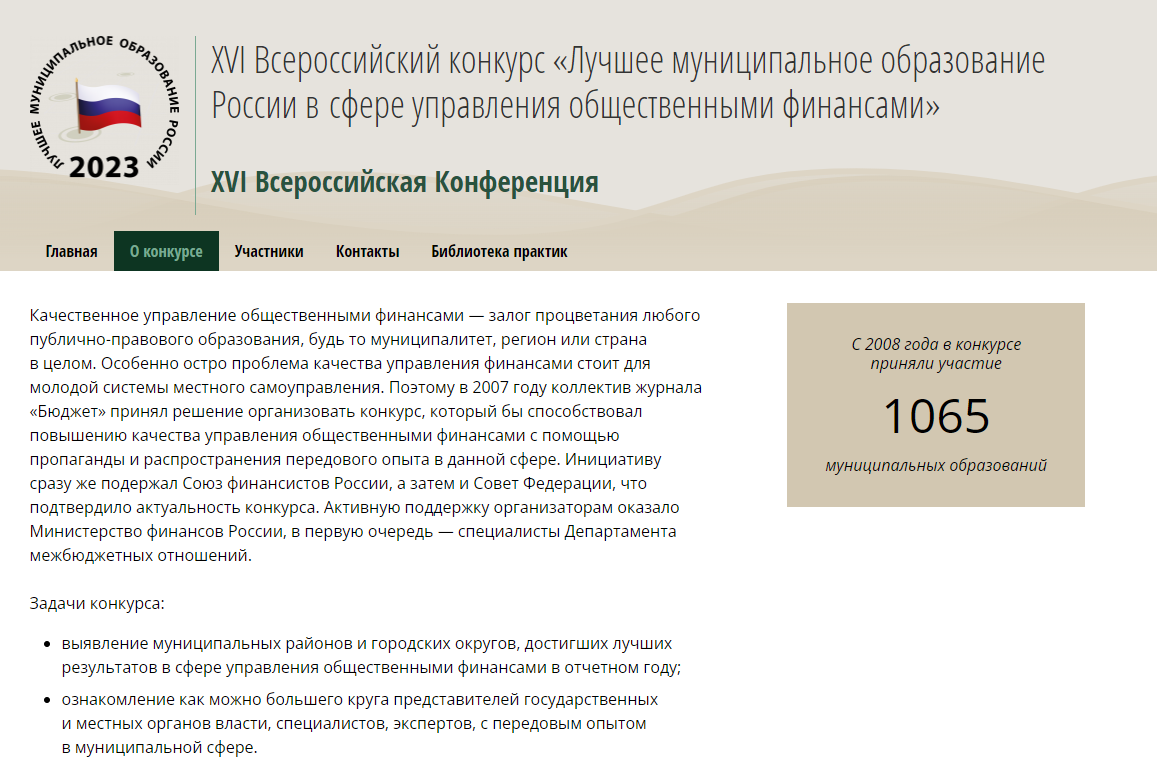 ЛУЧШЕЕ МУНИЦИПАЛЬНОЕ ОБРАЗОВАНИЕ РОССИИ
2023
XVI Всероссийский конкурс «Лучшее муниципальное образование
России в сфере управления общественными финансами»
XVI Всероссийская Конференция
Главная
О конкурсе
Участники
Контакты
Библиотека практик
Качественное управление общественными финансами — залог процветания любого
публично-правового образования, будь то муниципалитет, регион или страна
в целом. Особенно остро проблема качества управления финансами стоит для
молодой системы местного самоуправления. Поэтому в 2007 году коллектив журнала
«Бюджет» принял решение организовать конкурс, который бы способствовал
повышению качества управления общественными финансами с помощью
пропаганды и распространения передового опыта в данной сфере. Инициативу
сразу же подержал Союз финансистов России, а затем и Совет Федерации, что
подтвердило актуальность конкурса. Активную поддержку организаторам оказало
Министерство финансов России, в первую очередь — специалисты Департамента
межбюджетных отношений.
Задачи конкурса:
• выявление муниципальных районов и городских округов, достигших лучших
результатов в сфере управления общественными финансами в отчетном году;
• ознакомление как можно большего круга представителей государственных
и местных органов власти, специалистов, экспертов, с передовым опытом
в муниципальной сфере.
С 2008 года в конкурсе
приняли участие
1065
муниципальных образований